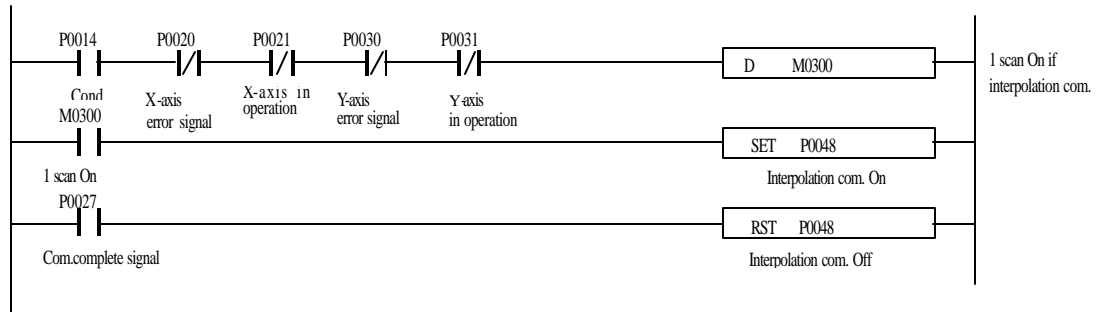 P0014 P0020 P0021 P0030 P0031
D M0300
1 scan On if
interpolation com.
Cond
X-axis
error signal
X-axis in
operation
Y-axis
error signal
Y-axis
in operation
M0300
SET P0048
1 scan On
Interpolation com. On
P0027
RST P0048
Com.complete signal
Interpolation com. Off